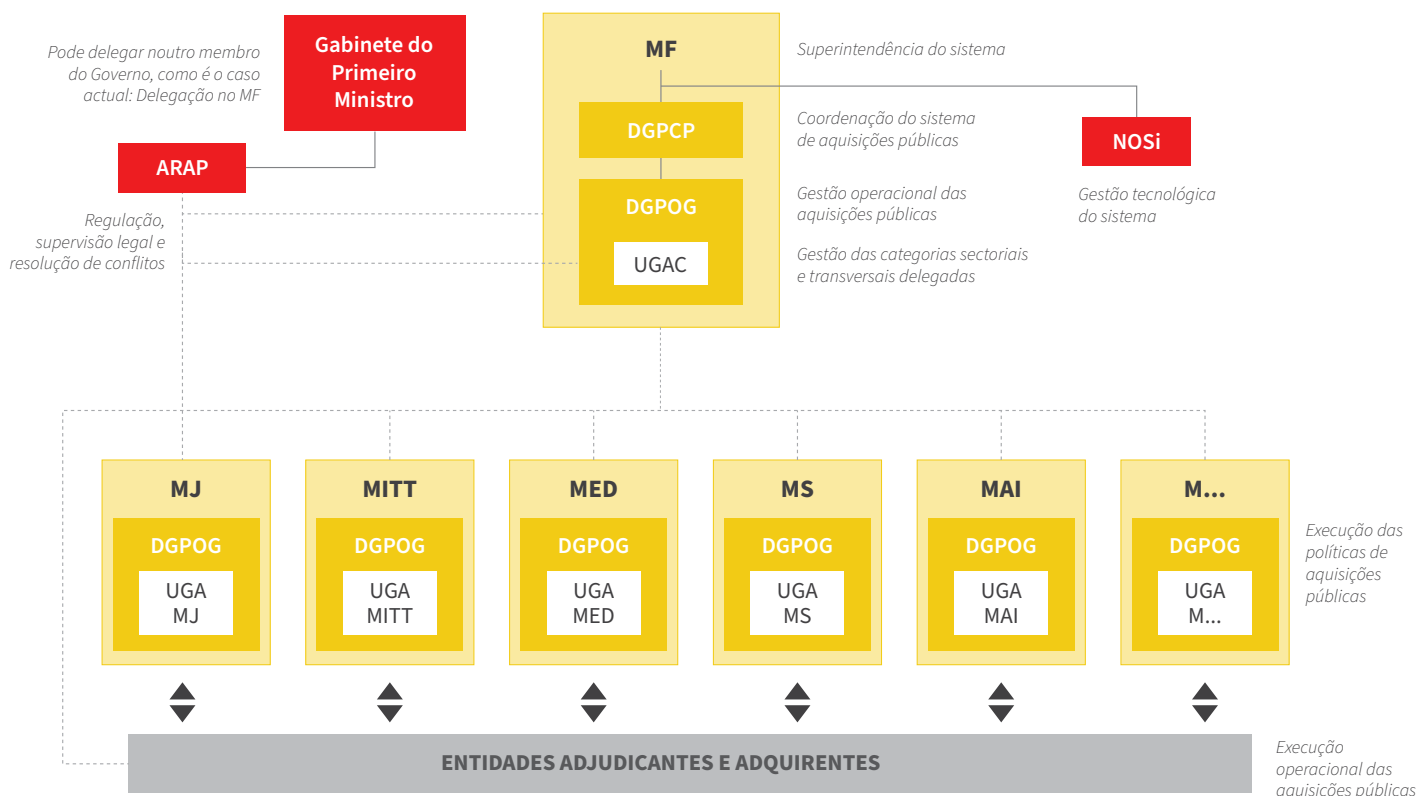 Pode delegar noutro membro
do Governo, como é o caso
actual: Delegação no MF
Gabinete do
Primeiro
Ministro
MF
Superintendência do sistema
DGPCP
Coordenação do sistema
de aquisições públicas
NOSi
ARAP
DGPOG
Gestão operacional das
aquisições públicas
Gestão tecnológica
do sistema
Regulação,
supervisão legal e
resolução de conflitos
UGAC
Gestão das categorias sectoriais
e transversais delegadas
MJ
DGPOG
UGA
MJ
MITT
DGPOG
UGA
MITT
MED
DGPOG
UGA
MED
MS
DGPOG
UGA
MS
MAI
DGPOG
UGA
MAI
M...
DGPOG
UGA
M...
Execução das
políticas de
aquisições
públicas
ENTIDADES ADJUDICANTES E ADQUIRENTES
Execução
operacional das
aquisições públicas